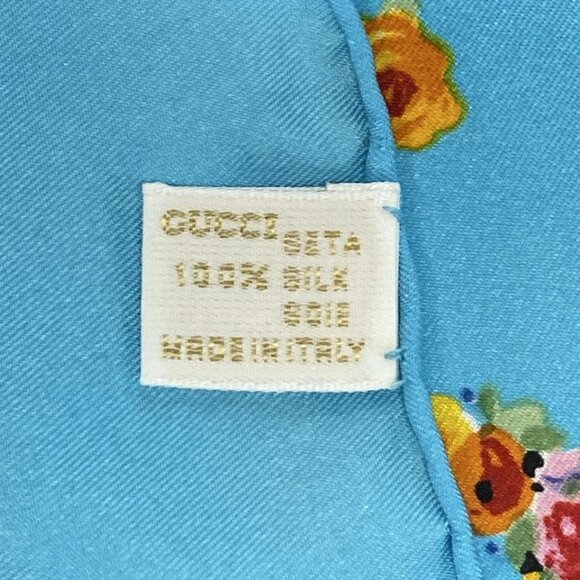 GUCCI
SETA
100% SILK
SOIE
MADE IN ITALY